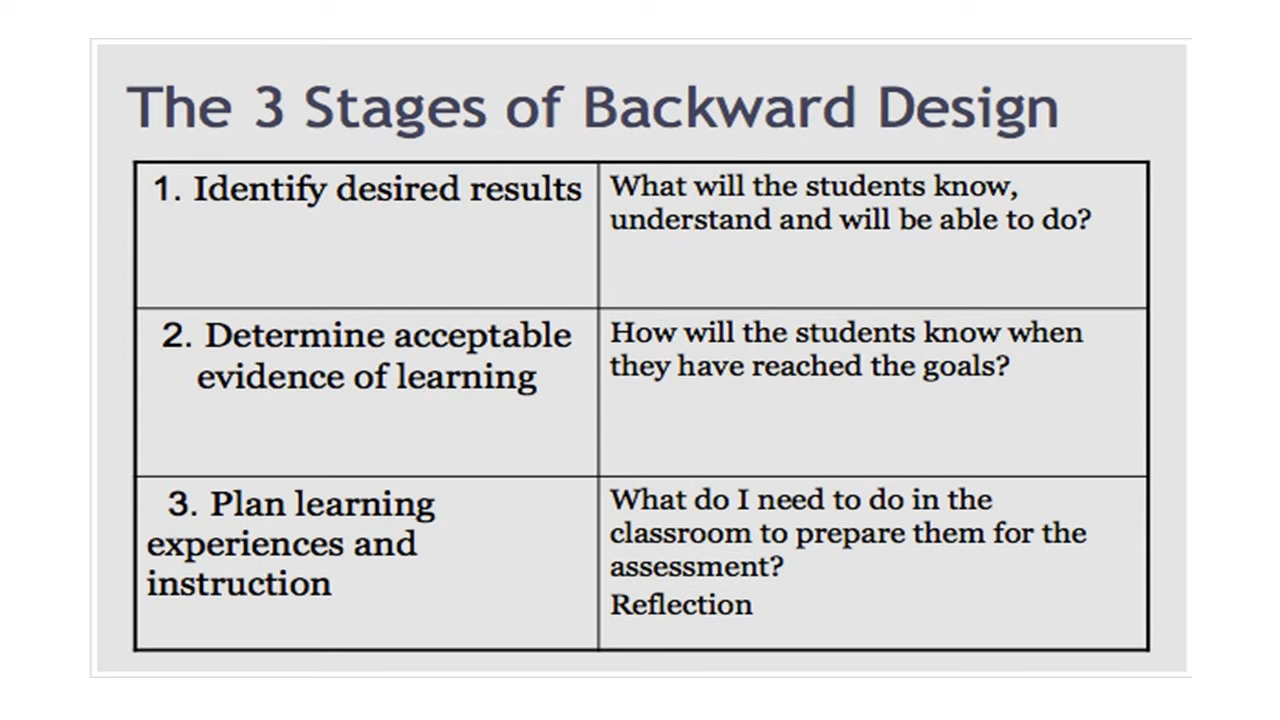 The 3 Stages of Backward Design
1. Identify desired results
What will the students know,
understand and will be able to do?
2. Determine acceptable
evidence of learning
How will the students know when
they have reached the goals?
3. Plan learning
experiences and
instruction
What do I need to do in the
classroom to prepare them for the
assessment?
Reflection